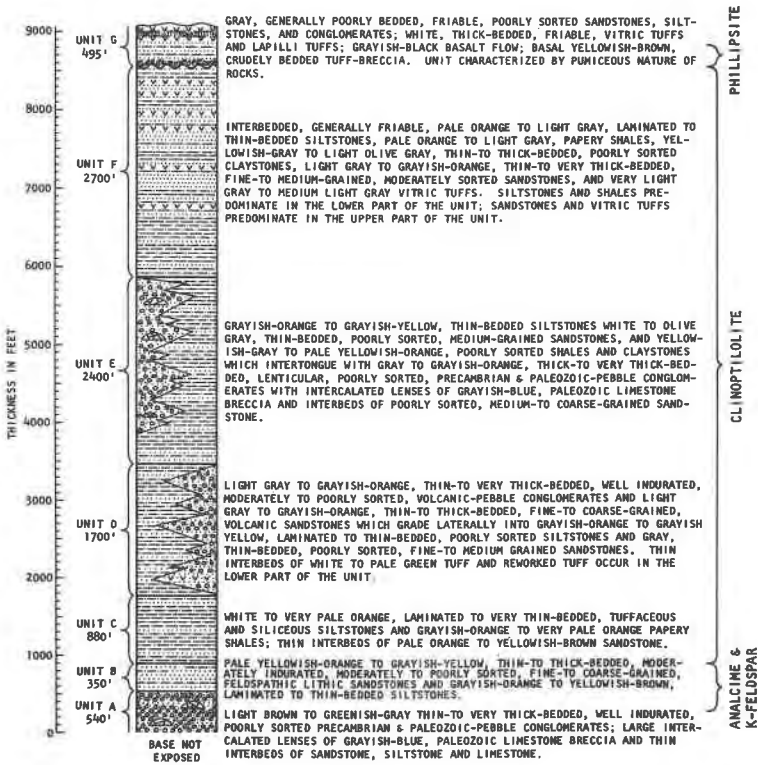 THICKNESS IN FEET
9000
8000
7000
6000
5000
4000
3000
2000
1000
0
UNIT G
495'
GRAY, GENERALLY POORLY BEDDED, FRIABLE, POORLY SORTED SANDSTONES, SILT-
STONES, AND CONGLOMERATES; WHITE, THICK-BEDDED, FRIABLE, VITRIC TUFFS
AND LAPILLI TUFFS; GRAYISH-BLACK BASALT FLOW; BASAL YELLOWISH-BROWN,
CRUDELY BEDDED TUFF-BRECCIA. UNIT CHARACTERIZED BY PUMICEOUS NATURE OF
ROCKS.
UNIT F
2700'
INTERBEDDED, GENERALLY FRIABLE, PALE ORANGE TO LIGHT GRAY, LAMINATED TO
THIN-BEDDED SILTSTONES, PALE ORANGE TO LIGHT GRAY, PAPERY SHALES, YEL-
LOWISH-GRAY TO LIGHT OLIVE GRAY, THIN-TO THICK-BEDDED, POORLY SORTED
CLAYSTONES, LIGHT GRAY TO GRAYISH-ORANGE, THIN-TO VERY THICK-BEDDED,
FINE-TO MEDIUM-GRAINED, MODERATELY SORTED SANDSTONES, AND VERY LIGHT
GRAY TO MEDIUM LIGHT GRAY VITRIC TUFFS. SILTSTONES AND SHALES PRE-
DOMINATE IN THE LOWER PART OF THE UNIT; SANDSTONES AND VITRIC TUFFS
PREDOMINATE IN THE UPPER PART OF THE UNIT.
UNIT E
2400'
GRAYISH-ORANGE TO GRAYISH-YELLOW, THIN-BEDDED SILTSTONES WHITE TO OLIVE
GRAY, THIN-BEDDED, POORLY SORTED, MEDIUM-GRAINED SANDSTONES, AND YELLOW-
ISH-GRAY TO PALE YELLOWISH-ORANGE, POORLY SORTED SHALES AND CLAYSTONES
WHICH INTERTONGUE WITH GRAY TO GRAYISH-ORANGE, THICK-TO VERY THICK-BED-
DED, LENTICULAR, POORLY SORTED, PRECAMBRIAN & PALEOZOIC-PEBBLE CONGLOM-
ERATES WITH INTERCALATED LENSES OF GRAYISH-BLUE, PALEOZOIC LIMESTONE
BRECCIA AND INTERBEDS OF POORLY SORTED, MEDIUM-TO COARSE-GRAINED SAND-
STONE.
UNIT D
1700'
LIGHT GRAY TO GRAYISH-ORANGE, THIN-TO VERY THICK-BEDDED, WELL INDURATED,
MODERATELY TO POORLY SORTED, VOLCANIC-PEBBLE CONGLOMERATES AND LIGHT
GRAY TO GRAYISH-ORANGE, THIN-TO THICK-BEDDED, FINE-TO COARSE-GRAINED,
VOLCANIC SANDSTONES WHICH GRADE LATERALLY INTO GRAYISH-ORANGE TO GRAYISH
YELLOW, LAMINATED TO THIN-BEDDED, POORLY SORTED SILTSTONES AND GRAY,
THIN-BEDDED, POORLY SORTED, FINE-TO MEDIUM GRAINED SANDSTONES. THIN
INTERBEDS OF WHITE TO PALE GREEN TUFF AND REWORKED TUFF OCCUR IN THE
LOWER PART OF THE UNIT.
UNIT C
880'
WHITE TO VERY PALE ORANGE, LAMINATED TO VERY THIN-BEDDED, TUFFACEOUS
AND SILICEOUS SILTSTONES AND GRAYISH-ORANGE TO VERY PALE ORANGE PAPERY
SHALES; THIN INTERBEDS OF PALE ORANGE TO YELLOWISH-BROWN SANDSTONE.
UNIT B
350'
PALE YELLOWISH-ORANGE TO GRAYISH-YELLOW, THIN-TO THICK-BEDDED, MODER-
ATELY INDURATED, MODERATELY TO POORLY SORTED, FINE-TO COARSE-GRAINED,
FELDSPATHIC LITHIC SANDSTONES AND GRAYISH-ORANGE TO YELLOWISH-BROWN,
LAMINATED TO THIN-BEDDED SILTSTONES.
UNIT A
540'
LIGHT BROWN TO GREENISH-GRAY THIN-TO VERY THICK-BEDDED, WELL INDURATED,
POORLY SORTED PRECAMBRIAN & PALEOZOIC-PEBBLE CONGLOMERATES; LARGE INTER-
CALATED LENSES OF GRAYISH-BLUE, PALEOZOIC LIMESTONE BRECCIA AND THIN
INTERBEDS OF SANDSTONE, SILTSTONE AND LIMESTONE.
BASE NOT
EXPOSED
PHILLIPSITE
CLINOPTILOLITE
ANALCIME &
K-FELDSPAR